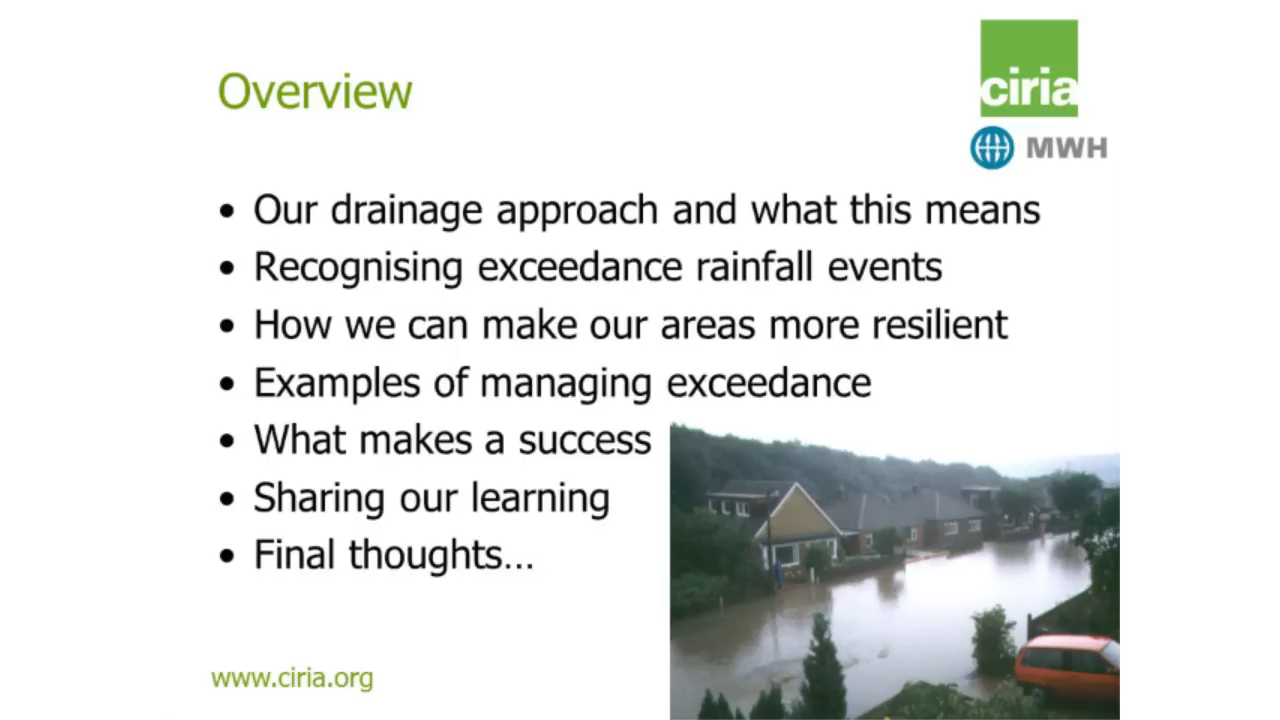 Overview
ciria
MWH
• Our drainage approach and what this means
• Recognising exceedance rainfall events
• How we can make our areas more resilient
• Examples of managing exceedance
• What makes a success
• Sharing our learning
• Final thoughts...
www.ciria.org